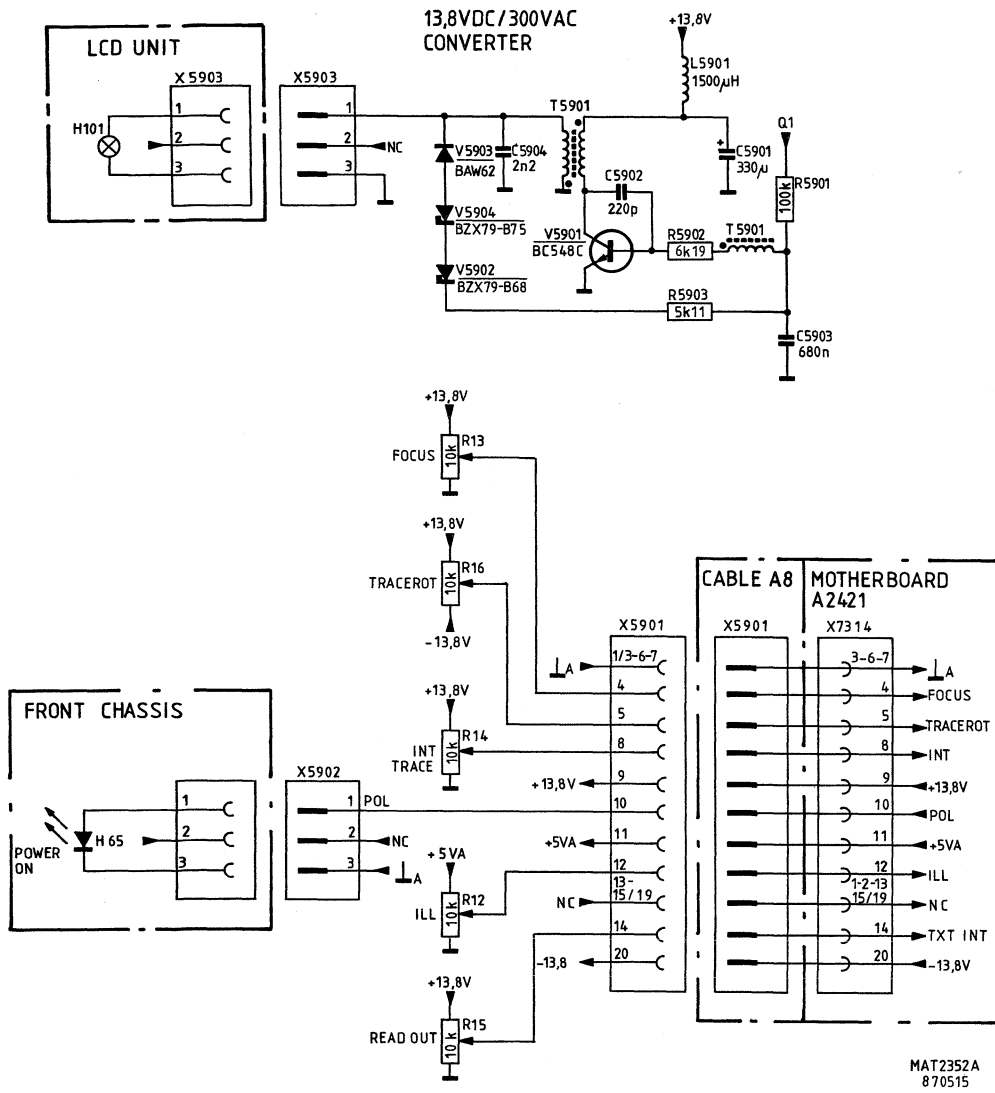 13,8VDC/300VAC
CONVERTER
+13,8V
L5901
1500µH
LCD UNIT
X5903
X5903
1
2
3
H101
1
2
NC
3
T5901
V5903
BAW62
C5904
2n2
V5904
BZX79-B75
V5902
BZX79-B68
C5902
220p
V5901
BC548C
C5901
330µ
Q1
R5901
100k
R5902
6k19
T5901
R5903
5k11
C5903
680n
+13,8V
R13
10k
FOCUS
+13,8V
R16
10k
TRACEROT
-13,8V
+13,8V
R14
10k
INT
TRACE
+5VA
R12
10k
ILL
+13,8V
R15
10k
READ OUT
FRONT CHASSIS
1
2
3
H65
POWER
ON
X5902
1
POL
2
NC
3
A
X5901
A
1/3-6-7
4
5
8
+13,8V
9
10
+5VA
11
12
NC
13-
15/19
14
-13,8
20
CABLE A8
X5901
MOTHERBOARD
A2421
X7314
3-6-7
A
4
FOCUS
5
TRACEROT
8
INT
9
+13,8V
10
POL
11
+5VA
12
ILL
1-2-13
15/19
NC
14
TXT INT
20
-13,8V
MAT2352A
870515